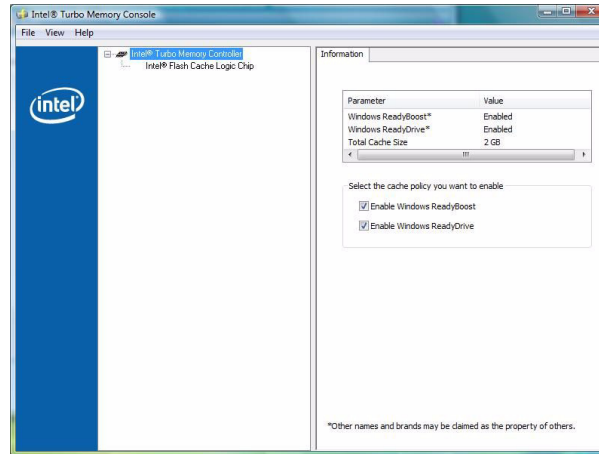 Intel® Turbo Memory Console
File View Help
Intel® Turbo Memory Controller
Intel® Flash Cache Logic Chip
intel®
Information
Parameter Value
Windows ReadyBoost* Enabled
Windows ReadyDrive* Enabled
Total Cache Size 2 GB
Select the cache policy you want to enable
Enable Windows ReadyBoost
Enable Windows ReadyDrive
*Other names and brands may be claimed as the property of others.